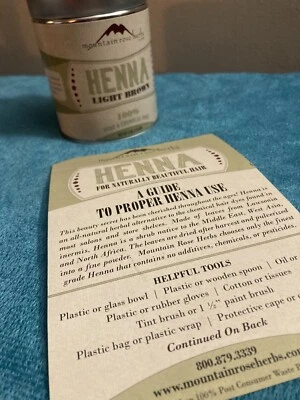 mountain rose herbs
HENNA
LIGHT BROWN
100%
mountain rose herbs
HENNA
FOR NATURALLY BEAUTIFUL HAIR
A GUIDE
TO PROPER HENNA USE
This beauty secret has been cherished throughout the ages! Henna is
an all-natural herbal alternative to the chemical hair dyes found in
most salons and store shelves. Made of leaves from Lawsonia
inermis. Henna is a shrub native to the Middle East, West Asia,
and North Africa. The leaves are dried after harvest and pulverized
into a fine powder. Mountain Rose Herbs chooses only the finest
grade Henna that contains no additives, chemicals, or pesticides.
HELPFUL TOOLS
Plastic or glass bowl | Plastic or wooden spoon | Oil or
Plastic or rubber gloves | Cotton or tissues
Tint brush or 1 ½" paint brush
Plastic bag or plastic wrap | Protective cape or
Continued On Back
800.879.3339
www.mountainroseherbs.com
100% Post Consumer Waste